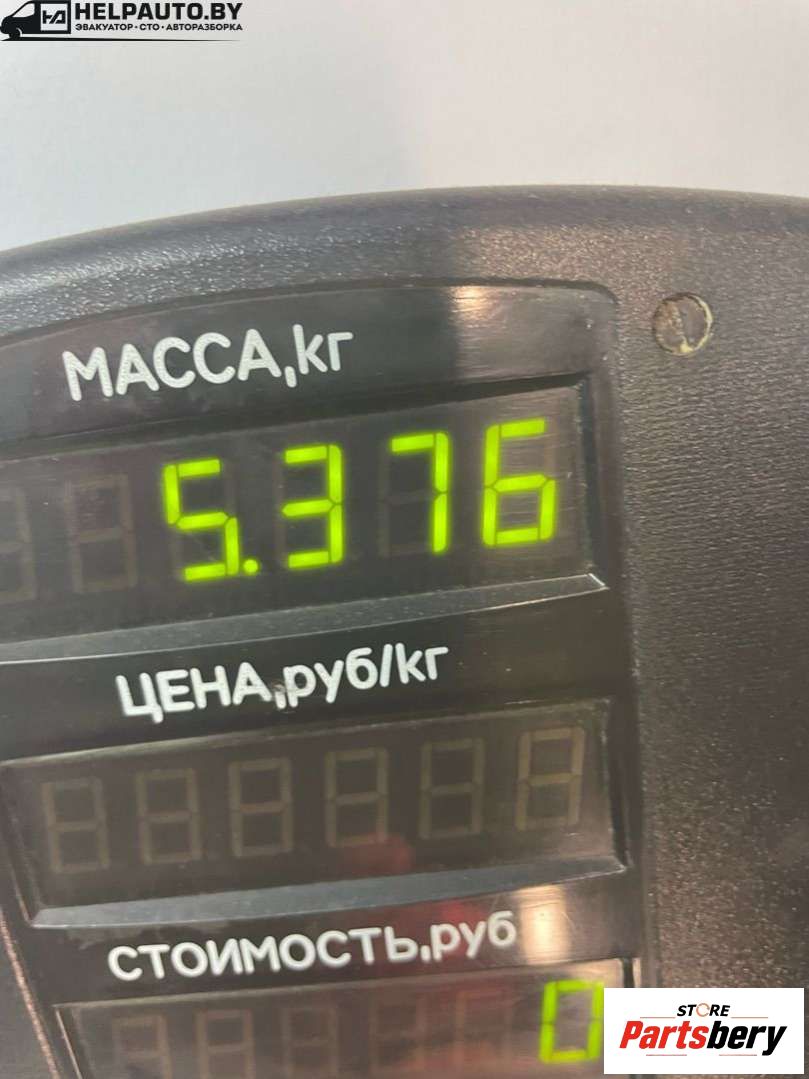 HELPAUTO.BY
ЭВАКУАТОР·СТО·АВТОРАЗБОРКА
МАССА,кг
5.376
ЦЕНА,руб/кг
СТОИМОСТЬ,руб
0
STORE
Partsbery